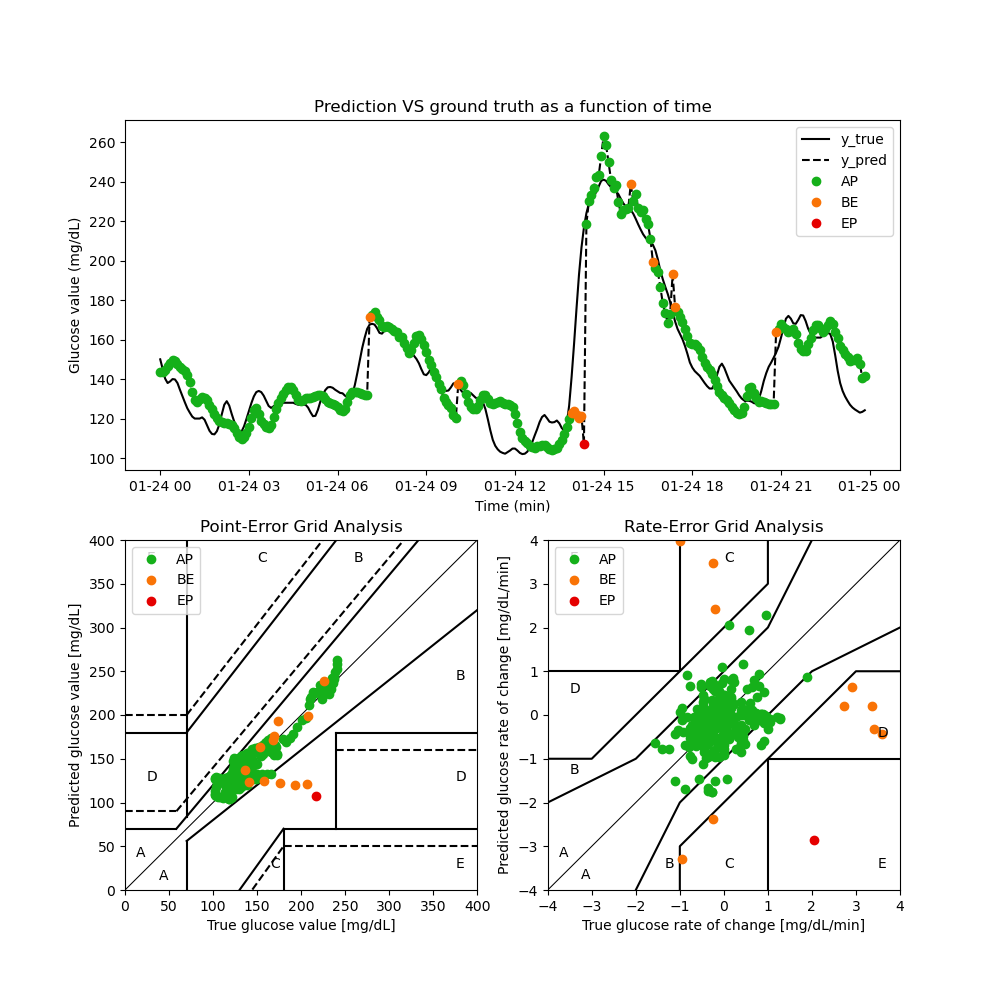 Prediction VS ground truth as a function of time
Glucose value (mg/dL)
260
240
220
200
180
160
140
120
100
y_true
y_pred
AP
BE
EP
01-24 00 01-24 03 01-24 06 01-24 09 01-24 12 01-24 15 01-24 18 01-24 21 01-25 00
Time (min)
Point-Error Grid Analysis
Predicted glucose value [mg/dL]
400
350
300
250
200
150
100
50
0
AP
BE
EP
C B
B
D D
A
A C E
0 50 100 150 200 250 300 350 400
True glucose value [mg/dL]
Rate-Error Grid Analysis
Predicted glucose rate of change [mg/dL/min]
4
3
2
1
0
−1
−2
−3
−4
AP
BE
EP
C
D
D
B
A
A B C E
−4 −3 −2 −1 0 1 2 3 4
True glucose rate of change [mg/dL/min]